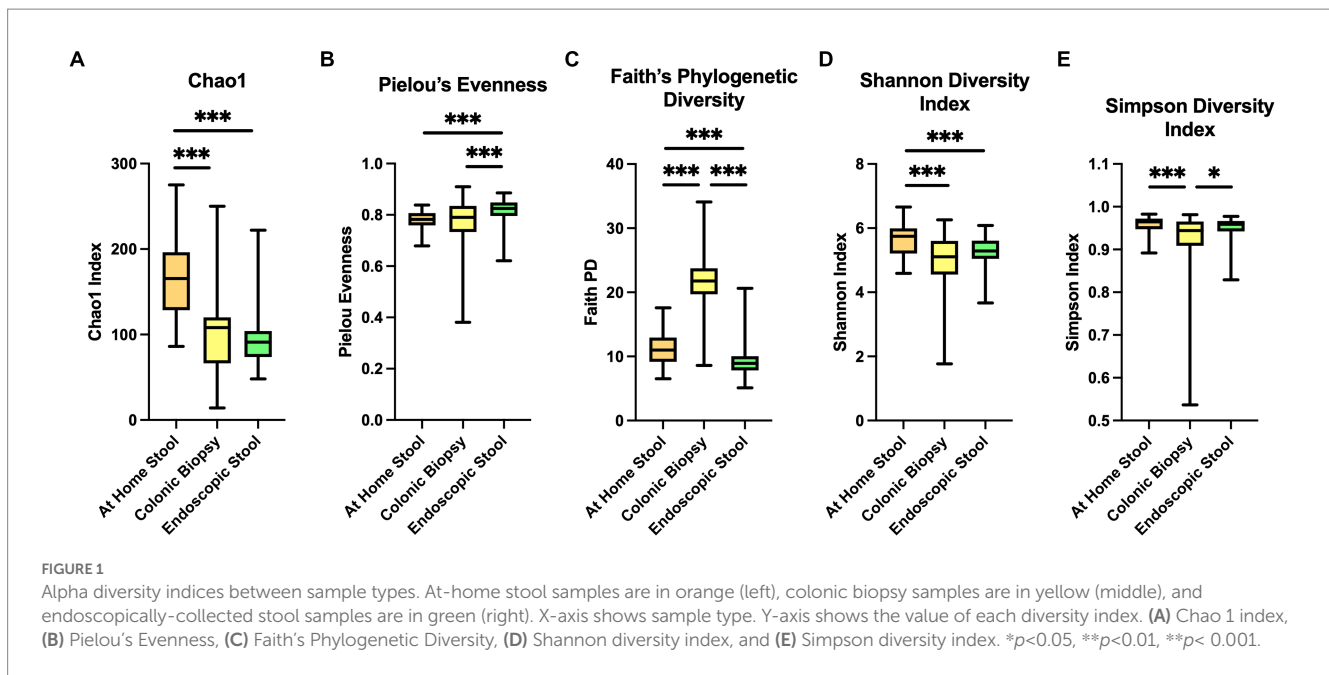 A
Chao1
***
***
Chao1 Index
300
200
100
0
At Home Stool
Colonic Biopsy
Endoscopic Stool
B
Pielou's Evenness
***
***
Pielou Evenness
1.0
0.8
0.6
0.4
0.2
0.0
At Home Stool
Colonic Biopsy
Endoscopic Stool
C
Faith's Phylogenetic
Diversity
***
*** ***
Faith PD
40
30
20
10
0
At Home Stool
Colonic Biopsy
Endoscopic Stool
D
Shannon Diversity
Index
***
***
Shannon Index
8
6
4
2
0
At Home Stool
Colonic Biopsy
Endoscopic Stool
E
Simpson Diversity
Index
*** *
Simpson Index
1.1
1.0
0.9
0.8
0.7
0.6
0.5
At Home Stool
Colonic Biopsy
Endoscopic Stool
FIGURE 1
Alpha diversity indices between sample types. At-home stool samples are in orange (left), colonic biopsy samples are in yellow (middle), and
endoscopically-collected stool samples are in green (right). X-axis shows sample type. Y-axis shows the value of each diversity index. (A) Chao 1 index,
(B) Pielou's Evenness, (C) Faith's Phylogenetic Diversity, (D) Shannon diversity index, and (E) Simpson diversity index. *p<0.05, **p<0.01, **p< 0.001.